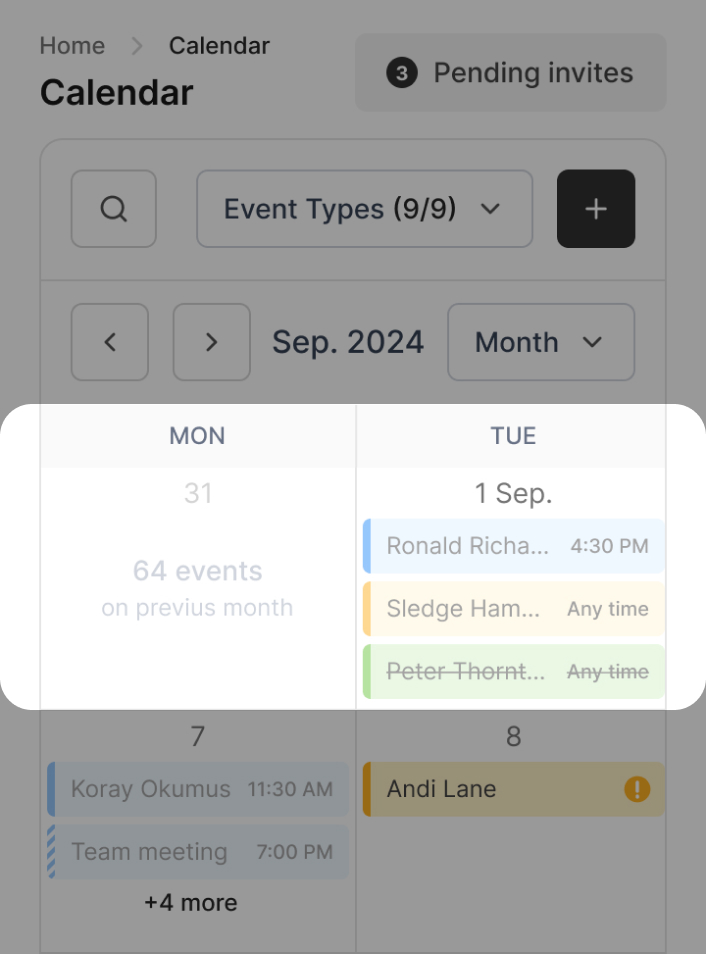 Home > Calendar
Calendar
3 Pending invites
Event Types (9/9)
Sep. 2024
Month
MON
TUE
31
64 events
on previus month
1 Sep.
Ronald Richa... 4:30 PM
Sledge Ham... Any time
Peter Thornt... Any time
7
Koray Okumus 11:30 AM
Team meeting 7:00 PM
+4 more
8
Andi Lane